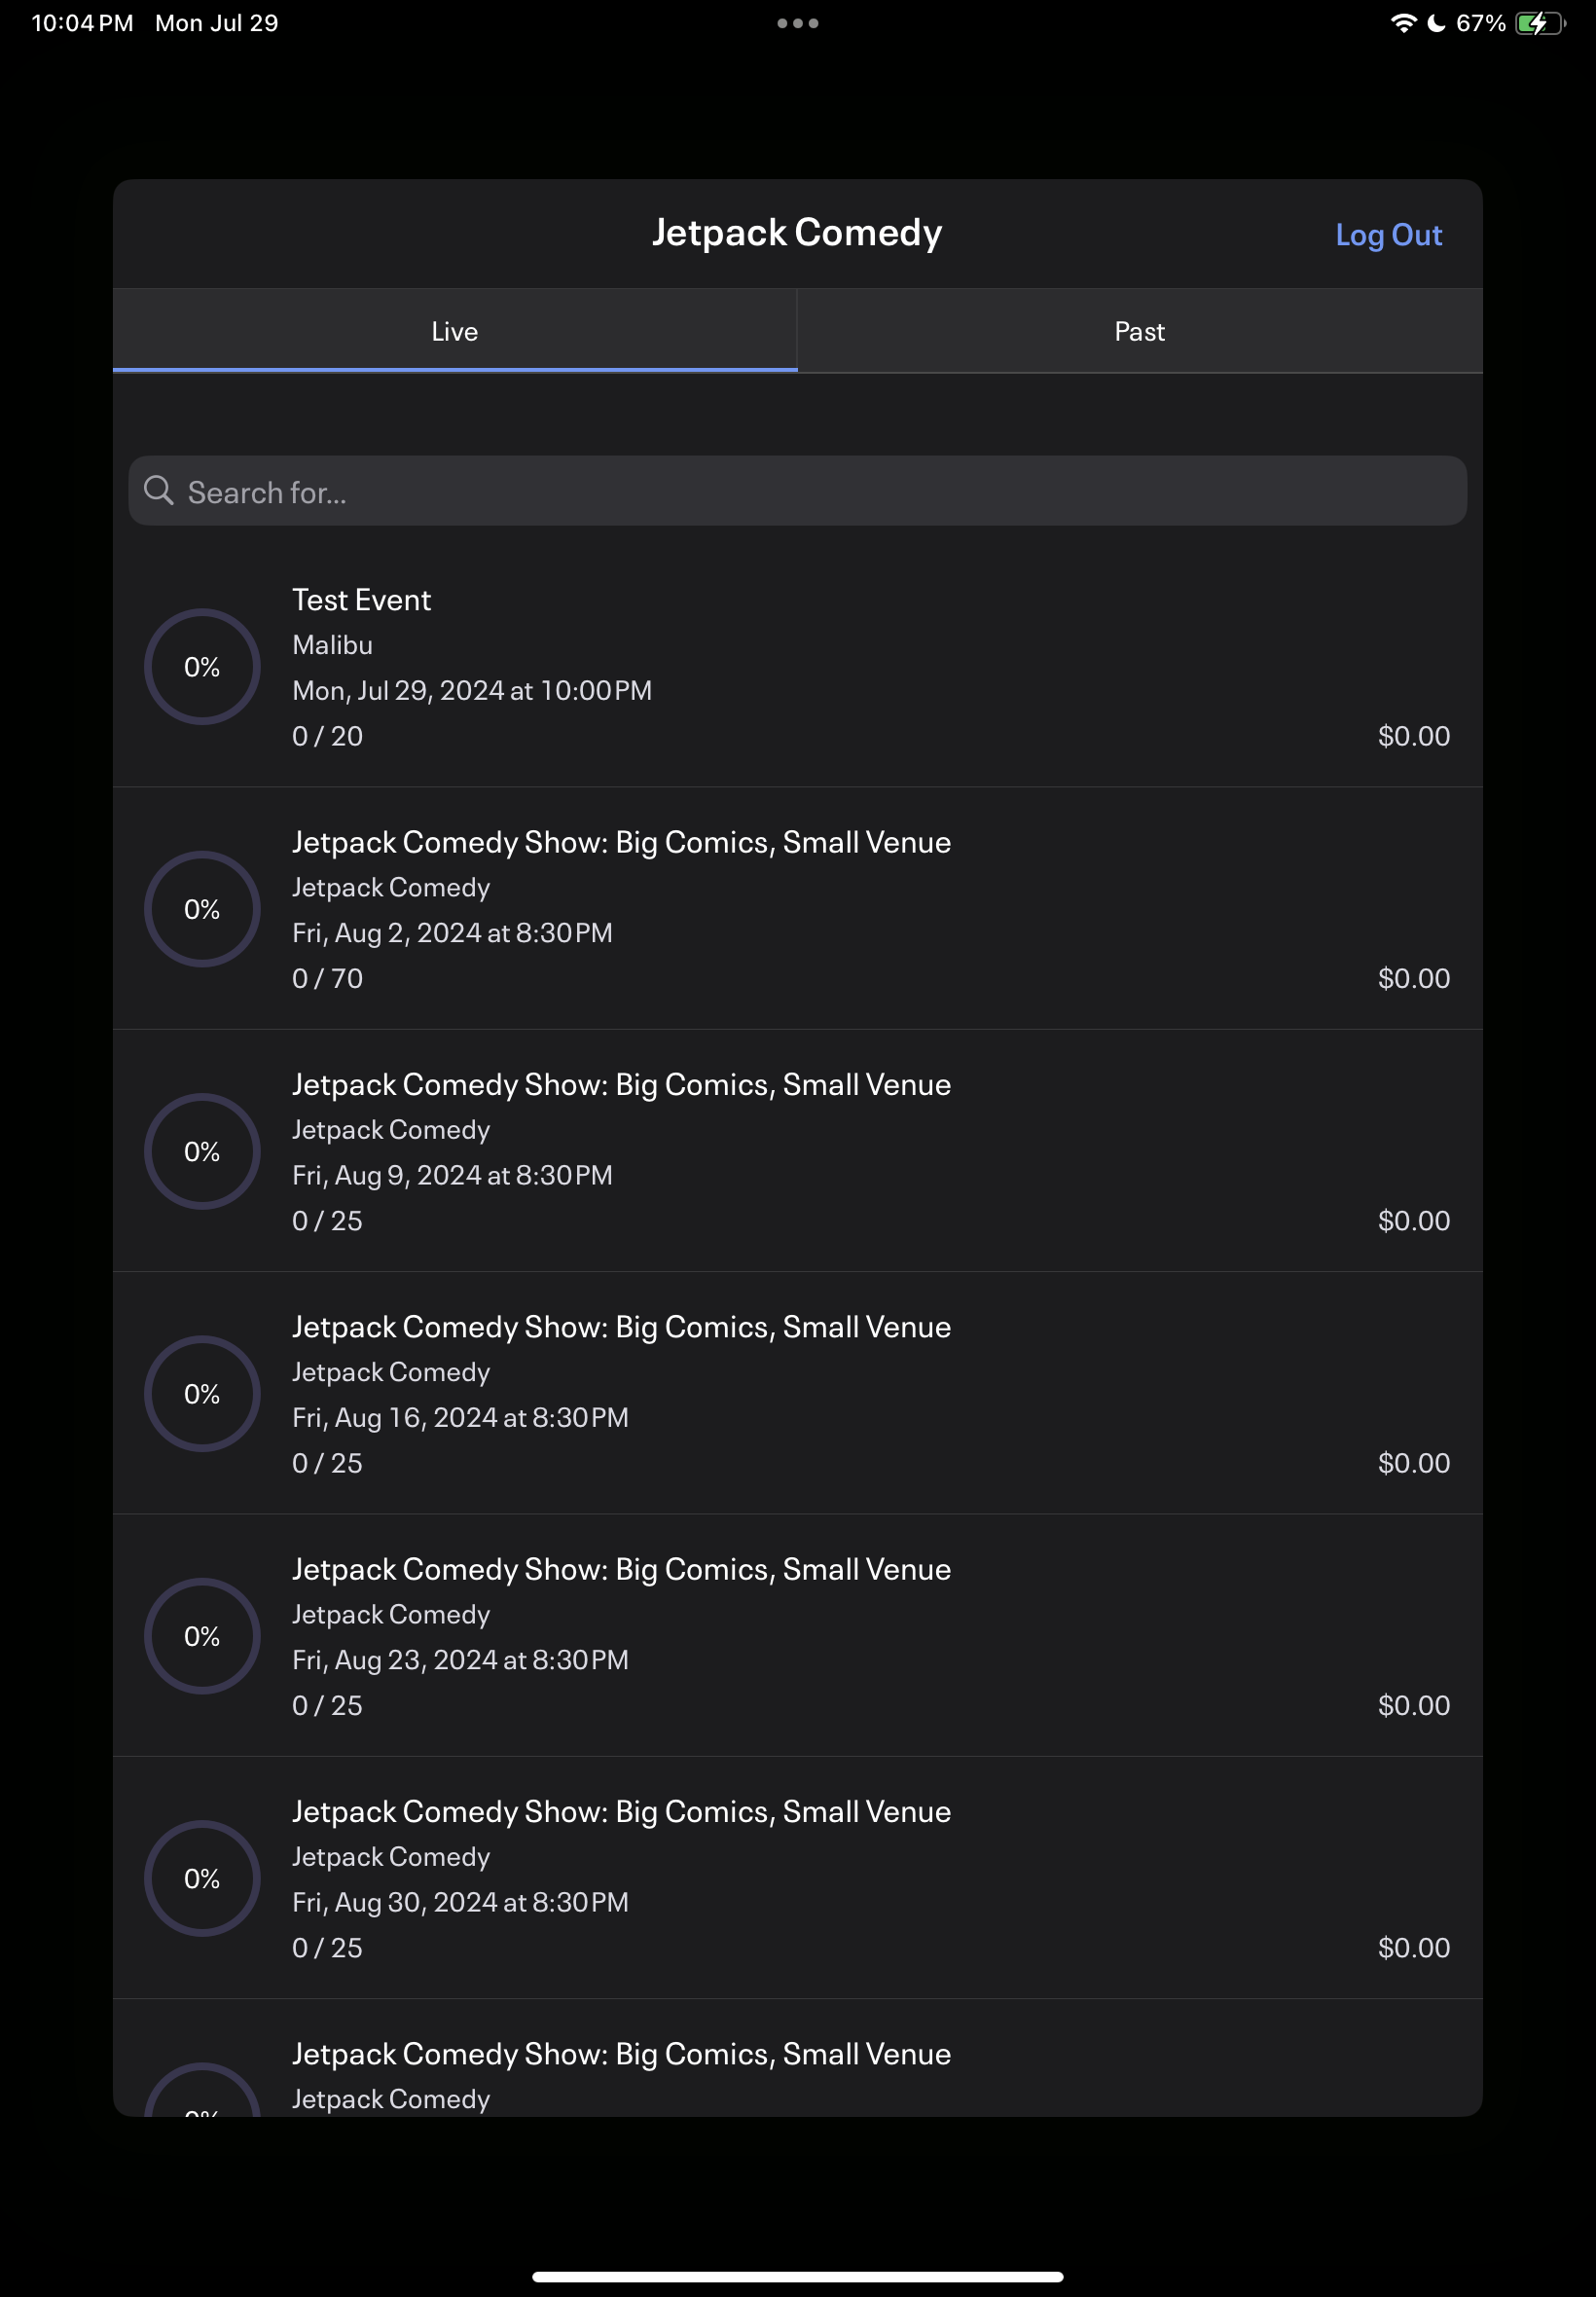 10:04 PM Mon Jul 29
67%
Jetpack Comedy
Log Out
Live
Past
Search for...
Test Event
Malibu
0%
Mon, Jul 29, 2024 at 10:00 PM
0 / 20
$0.00
Jetpack Comedy Show: Big Comics, Small Venue
Jetpack Comedy
0%
Fri, Aug 2, 2024 at 8:30 PM
0 / 70
$0.00
Jetpack Comedy Show: Big Comics, Small Venue
Jetpack Comedy
0%
Fri, Aug 9, 2024 at 8:30 PM
0 / 25
$0.00
Jetpack Comedy Show: Big Comics, Small Venue
Jetpack Comedy
0%
Fri, Aug 16, 2024 at 8:30 PM
0 / 25
$0.00
Jetpack Comedy Show: Big Comics, Small Venue
Jetpack Comedy
0%
Fri, Aug 23, 2024 at 8:30 PM
0 / 25
$0.00
Jetpack Comedy Show: Big Comics, Small Venue
Jetpack Comedy
0%
Fri, Aug 30, 2024 at 8:30 PM
0 / 25
$0.00
Jetpack Comedy Show: Big Comics, Small Venue
Jetpack Comedy